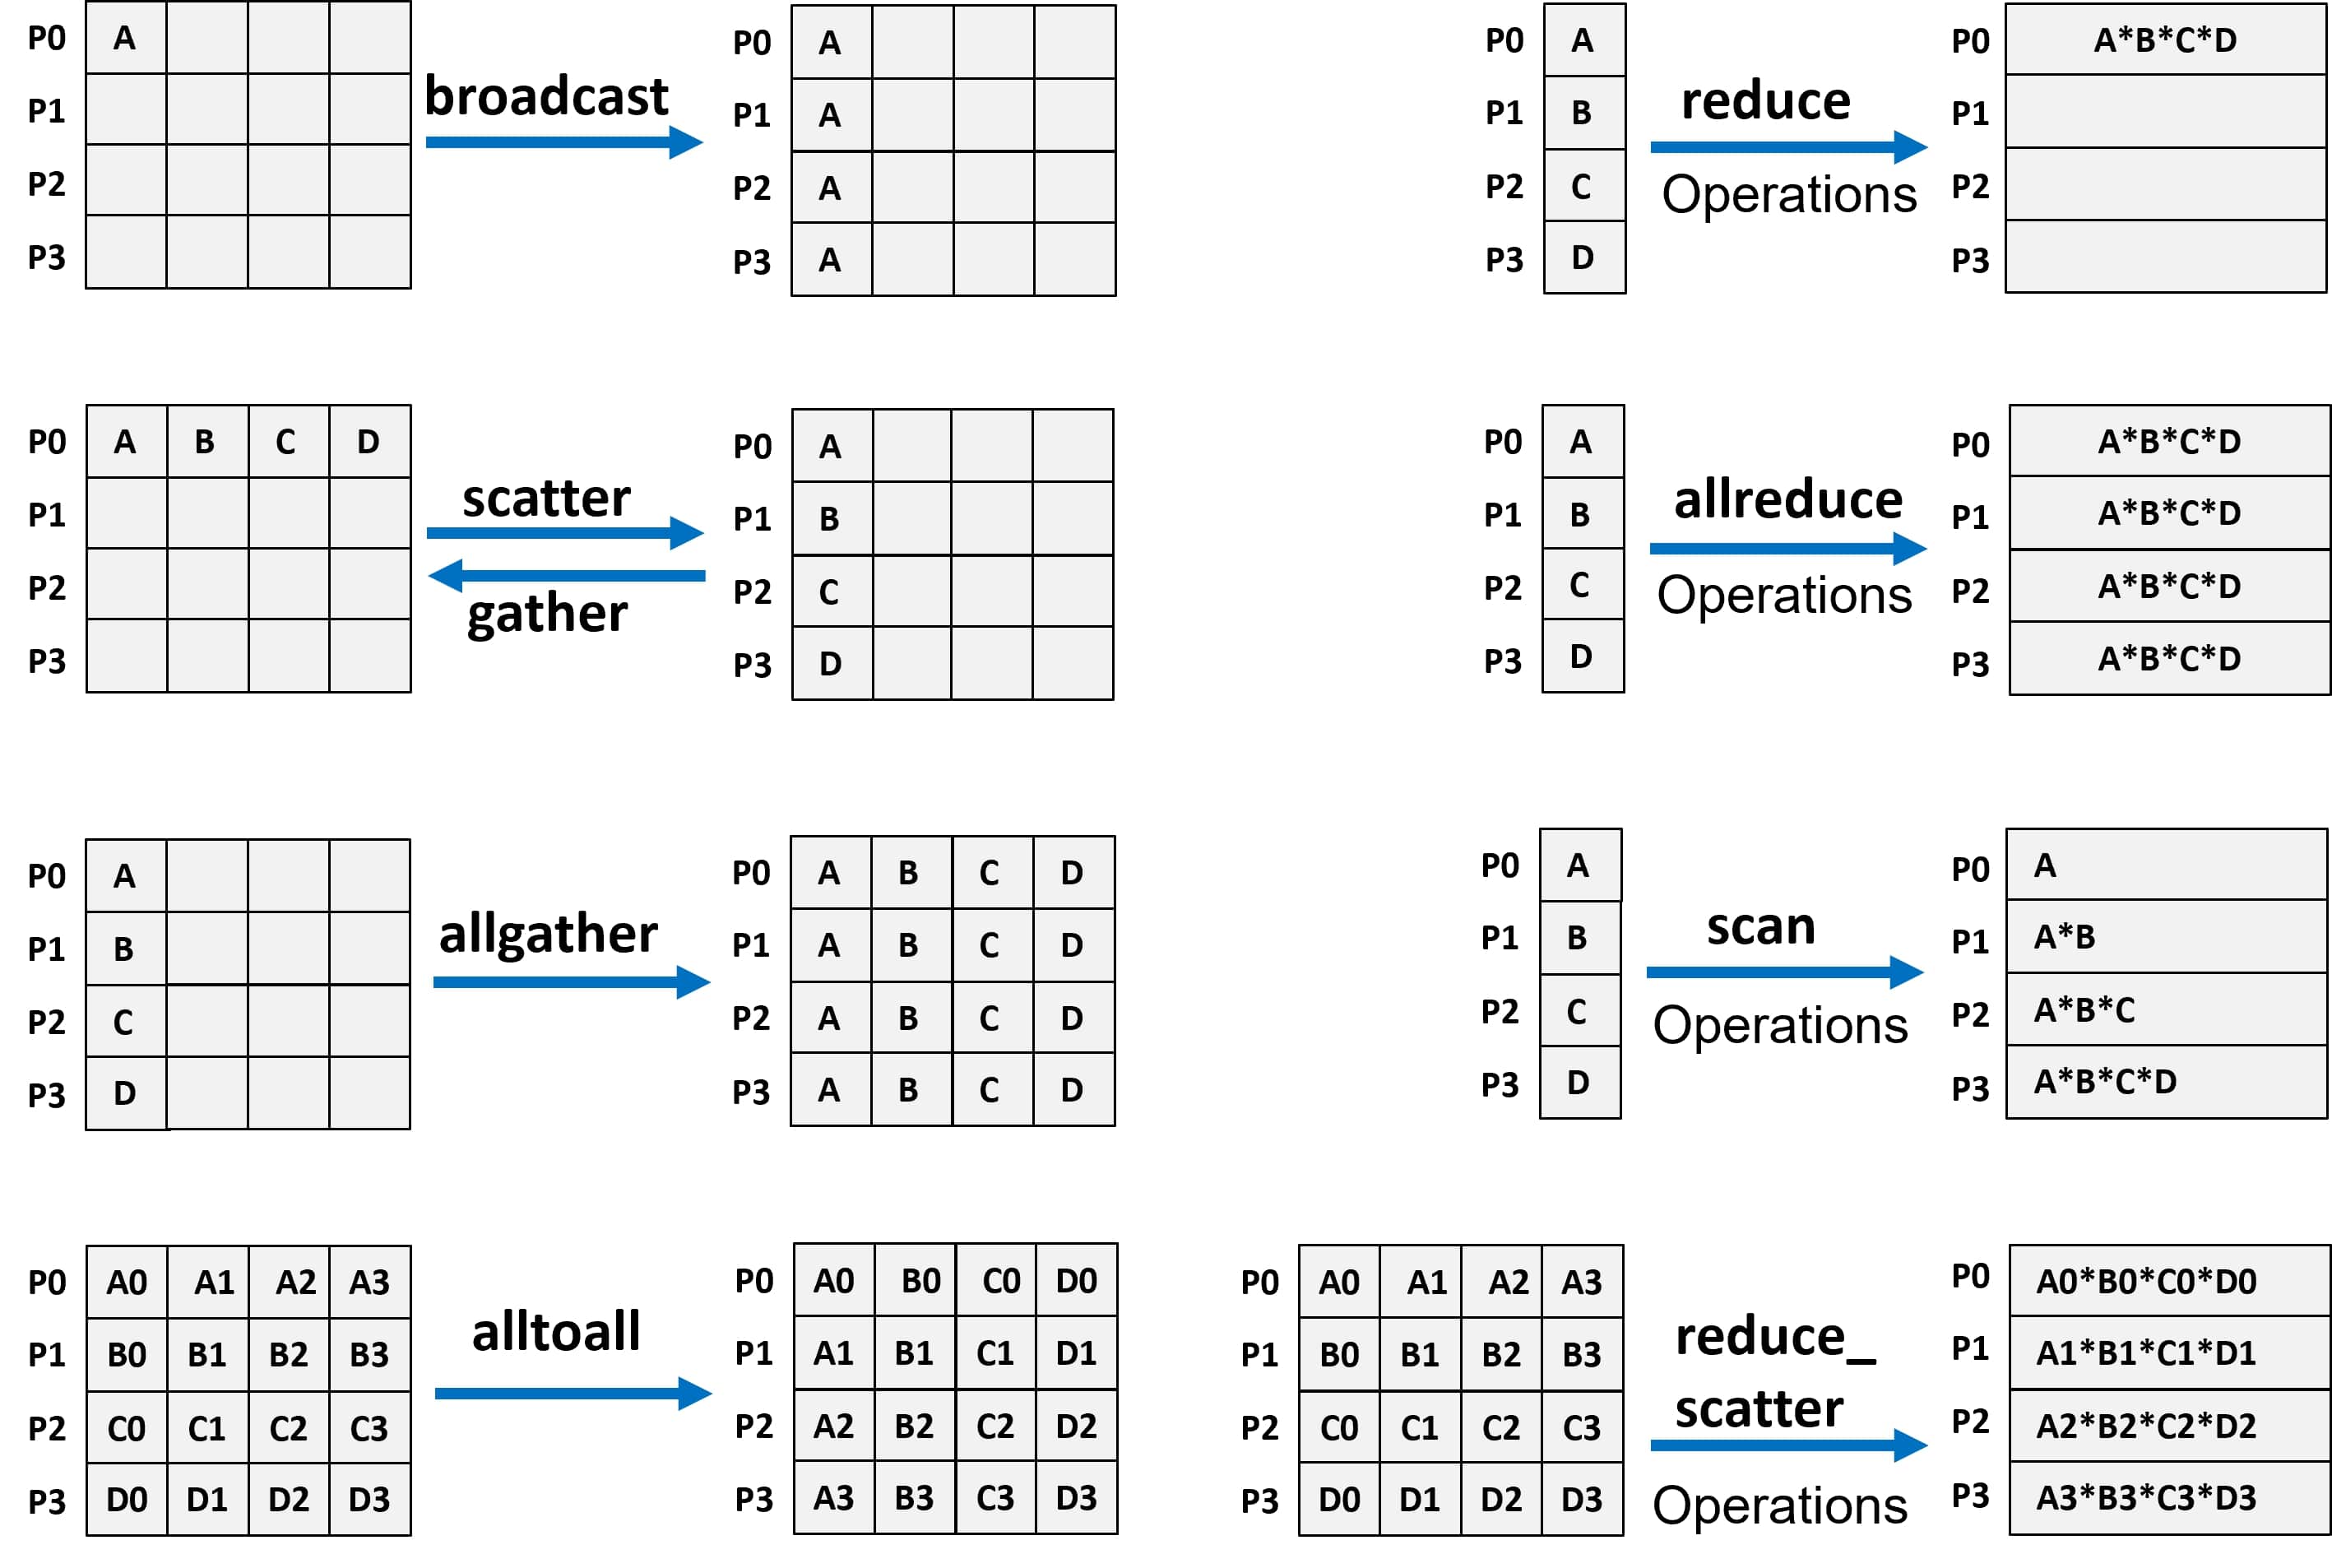 P0 A
P1
P2
P3
broadcast
P0 A
P1 A
P2 A
P3 A
P0 A
P1 B
P2 C
P3 D
reduce
Operations
P0 A*B*C*D
P1
P2
P3
P0 A B C D
P1
P2
P3
scatter
gather
P0 A
P1 B
P2 C
P3 D
P0 A
P1 B
P2 C
P3 D
allreduce
Operations
P0 A*B*C*D
P1 A*B*C*D
P2 A*B*C*D
P3 A*B*C*D
P0 A
P1 B
P2 C
P3 D
allgather
P0 A B C D
P1 A B C D
P2 A B C D
P3 A B C D
P0 A
P1 B
P2 C
P3 D
scan
Operations
P0 A
P1 A*B
P2 A*B*C
P3 A*B*C*D
P0 A0 A1 A2 A3
P1 B0 B1 B2 B3
P2 C0 C1 C2 C3
P3 D0 D1 D2 D3
alltoall
P0 A0 B0 C0 D0
P1 A1 B1 C1 D1
P2 A2 B2 C2 D2
P3 A3 B3 C3 D3
P0 A0 A1 A2 A3
P1 B0 B1 B2 B3
P2 C0 C1 C2 C3
P3 D0 D1 D2 D3
reduce_
scatter
Operations
P0 A0*B0*C0*D0
P1 A1*B1*C1*D1
P2 A2*B2*C2*D2
P3 A3*B3*C3*D3